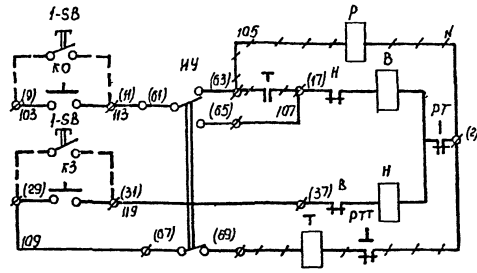 1-SB
КО
(9)
103
(11)
113
(61)
ИУ
(63)
(65)
105
Р
N
Т
107
(17)
Н
В
РТ
(2)
1-SB
КЗ
(29)
109
(31)
119
(67)
(69)
(37)
В
Н
Т
РТТ